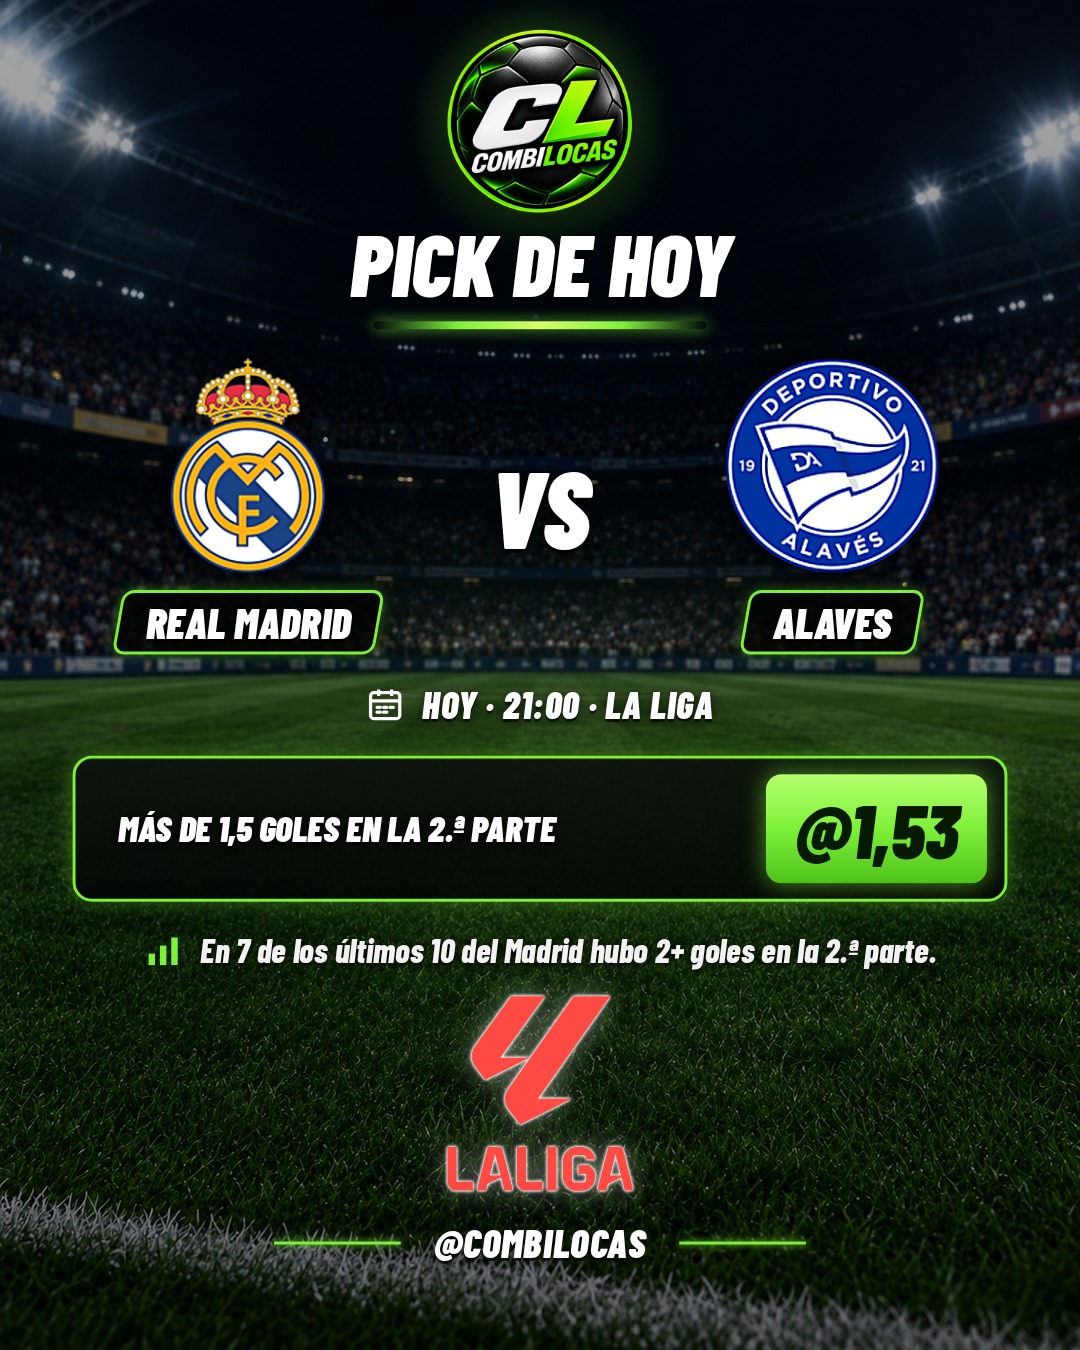 CL
COMBILOCAS
PICK DE HOY
DEPORTIVO
19 DA 21
ALAVÉS
VS
REAL MADRID
ALAVES
HOY · 21:00 · LA LIGA
MÁS DE 1,5 GOLES EN LA 2.ª PARTE
@1,53
En 7 de los últimos 10 del Madrid hubo 2+ goles en la 2.ª parte.
LALIGA
@COMBILOCAS